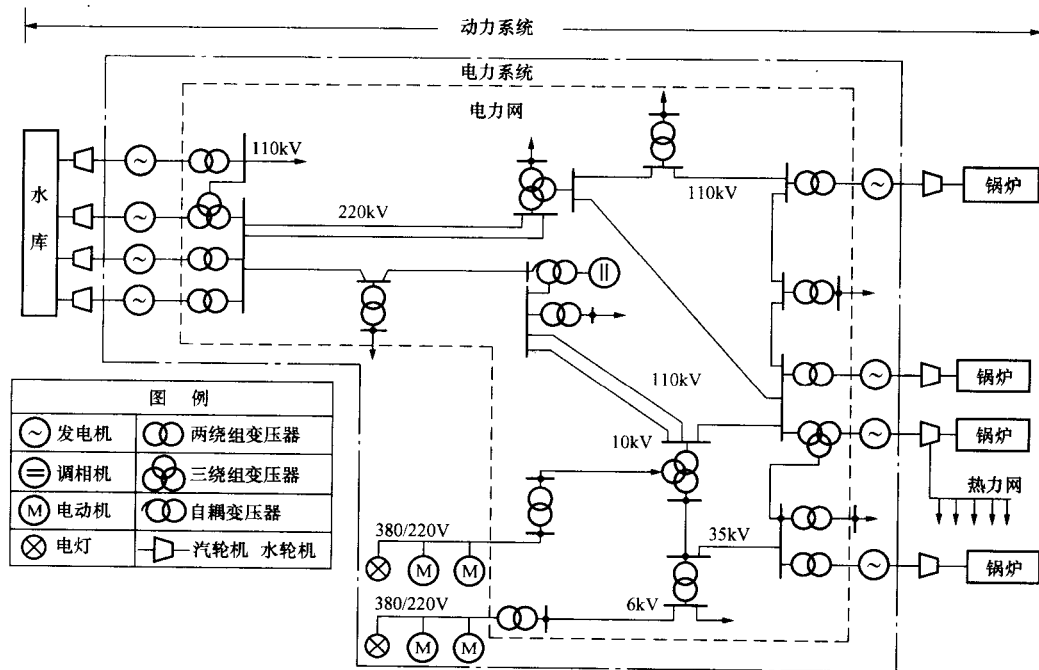 动力系统
电力系统
电力网
水库
110kV
220kV
110kV
锅炉
110kV
锅炉
10kV
锅炉
热力网
380/220V
35kV
锅炉
380/220V
6kV
M M
M M
图 例
~ 发电机 两绕组变压器
= 调相机 三绕组变压器
M 电动机 自耦变压器
电灯 汽轮机 水轮机